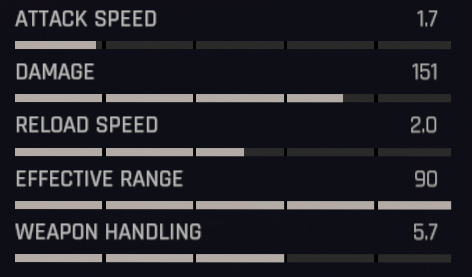 ATTACK SPEED 1.7
DAMAGE 151
RELOAD SPEED 2.0
EFFECTIVE RANGE 90
WEAPON HANDLING 5.7